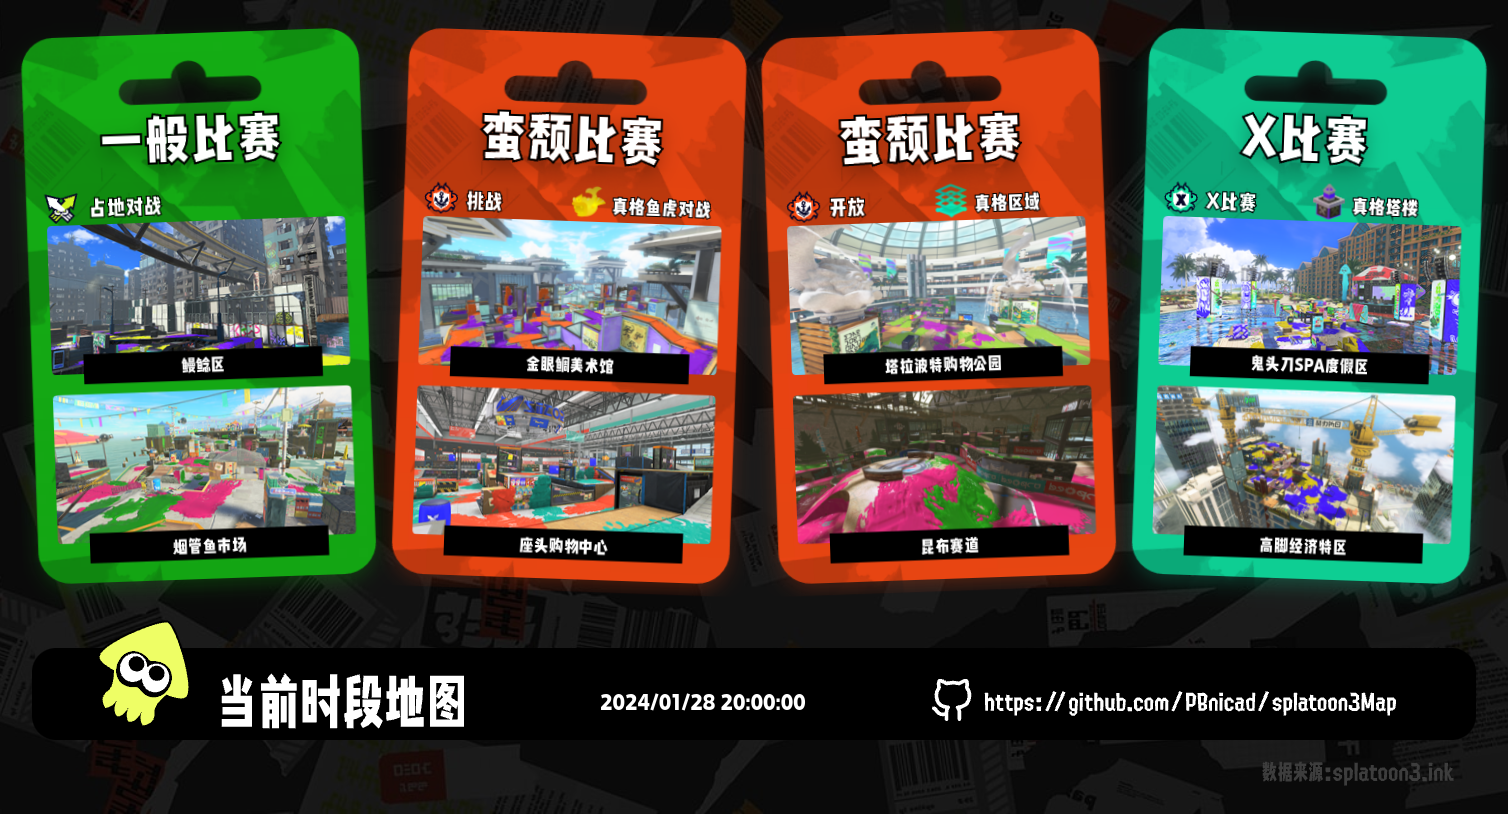 一般比赛
占地对战
鳗鲶区
烟管鱼市场
蛮颓比赛
挑战
真格鱼虎对战
金眼鲷美术馆
座头购物中心
蛮颓比赛
开放
真格区域
塔拉波特购物公园
昆布赛道
X比赛
X比赛
真格塔楼
鬼头刀SPA度假区
高脚经济特区
当前时段地图
2024/01/28 20:00:00
https://github.com/PBnicad/splatoon3Map
数据来源:splatoon3.ink